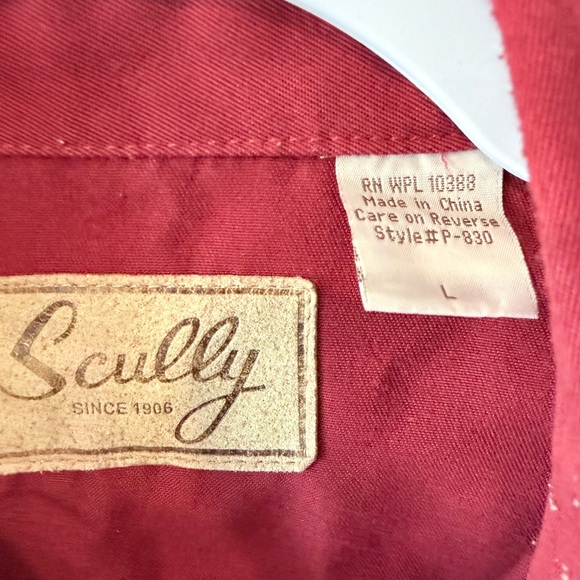 RN WPL 10388
Made in China
Care on Reverse
Style# P-830
L
Scully
SINCE 1906